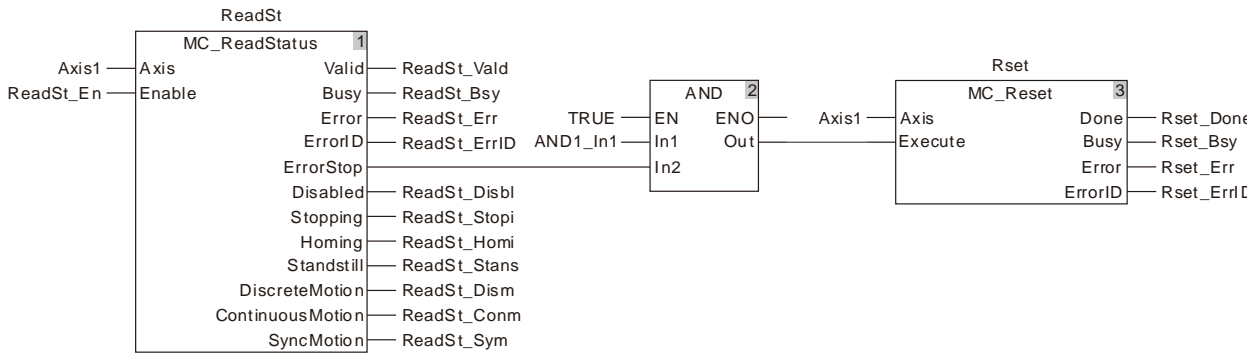 ReadSt
MC_ReadStatus 1
Axis1 Axis Valid ReadSt_Vald
ReadSt_En Enable Busy ReadSt_Bsy
Error ReadSt_Err
ErrorID ReadSt_ErrID
ErrorStop
Disabled ReadSt_Disbl
Stopping ReadSt_Stopi
Homing ReadSt_Homi
Standstill ReadSt_Stans
DiscreteMotion ReadSt_Dism
ContinuousMotion ReadSt_Conm
SyncMotion ReadSt_Sym
AND 2
TRUE EN ENO
AND1_In1 In1 Out
In2
Rset
MC_Reset 3
Axis1 Axis Done Rset_Done
Execute Busy Rset_Bsy
Error Rset_Err
ErrorID Rset_ErrID